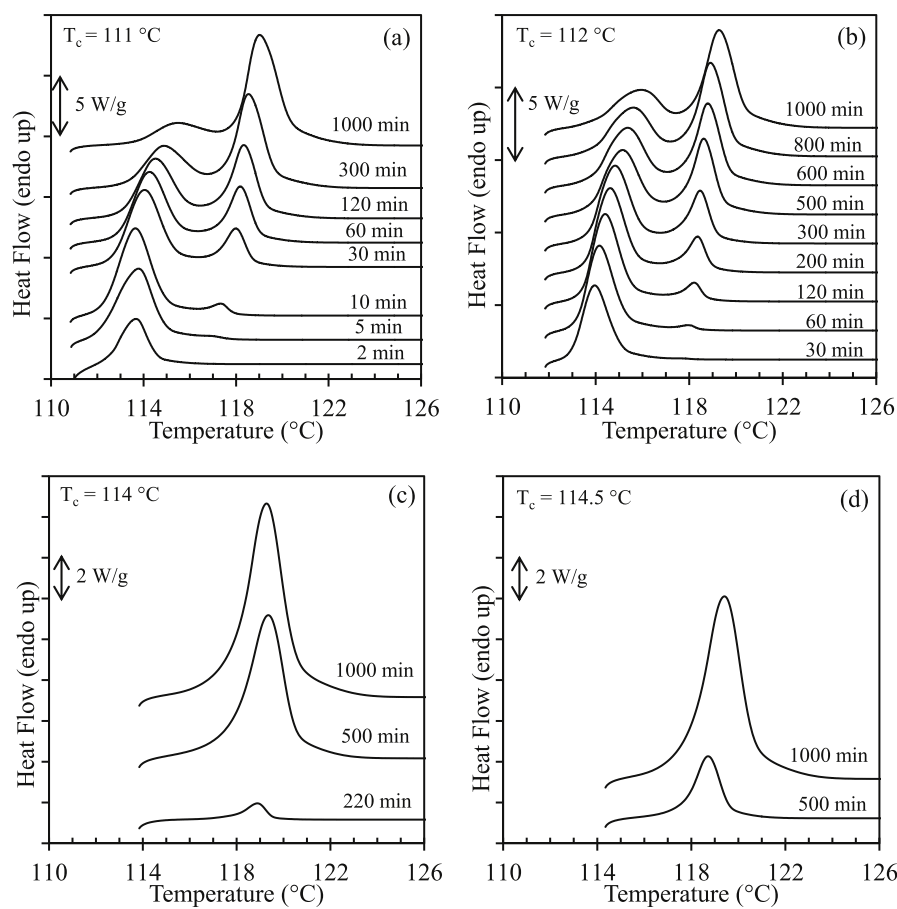 T_c = 111 °C
(a)
5 W/g
1000 min
300 min
120 min
60 min
30 min
10 min
5 min
2 min
Heat Flow (endo up)
110 114 118 122 126
Temperature (°C)
T_c = 112 °C
(b)
5 W/g
1000 min
800 min
600 min
500 min
300 min
200 min
120 min
60 min
30 min
Heat Flow (endo up)
110 114 118 122 126
Temperature (°C)
T_c = 114 °C
(c)
2 W/g
1000 min
500 min
220 min
Heat Flow (endo up)
110 114 118 122 126
Temperature (°C)
T_c = 114.5 °C
(d)
2 W/g
1000 min
500 min
Heat Flow (endo up)
110 114 118 122 126
Temperature (°C)